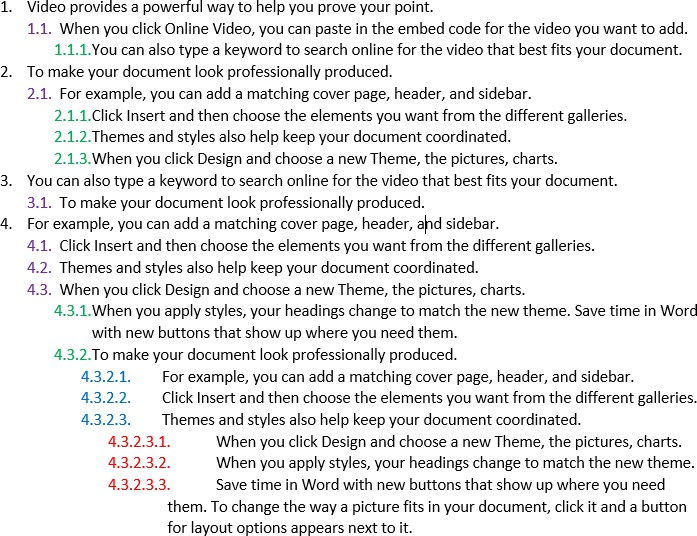 1. Video provides a powerful way to help you prove your point.
1.1. When you click Online Video, you can paste in the embed code for the video you want to add.
1.1.1. You can also type a keyword to search online for the video that best fits your document.
2. To make your document look professionally produced.
2.1. For example, you can add a matching cover page, header, and sidebar.
2.1.1. Click Insert and then choose the elements you want from the different galleries.
2.1.2. Themes and styles also help keep your document coordinated.
2.1.3. When you click Design and choose a new Theme, the pictures, charts.
3. You can also type a keyword to search online for the video that best fits your document.
3.1. To make your document look professionally produced.
4. For example, you can add a matching cover page, header, and sidebar.
4.1. Click Insert and then choose the elements you want from the different galleries.
4.2. Themes and styles also help keep your document coordinated.
4.3. When you click Design and choose a new Theme, the pictures, charts.
4.3.1. When you apply styles, your headings change to match the new theme. Save time in Word
with new buttons that show up where you need them.
4.3.2. To make your document look professionally produced.
4.3.2.1. For example, you can add a matching cover page, header, and sidebar.
4.3.2.2. Click Insert and then choose the elements you want from the different galleries.
4.3.2.3. Themes and styles also help keep your document coordinated.
4.3.2.3.1. When you click Design and choose a new Theme, the pictures, charts.
4.3.2.3.2. When you apply styles, your headings change to match the new theme.
4.3.2.3.3. Save time in Word with new buttons that show up where you need
them. To change the way a picture fits in your document, click it and a button
for layout options appears next to it.